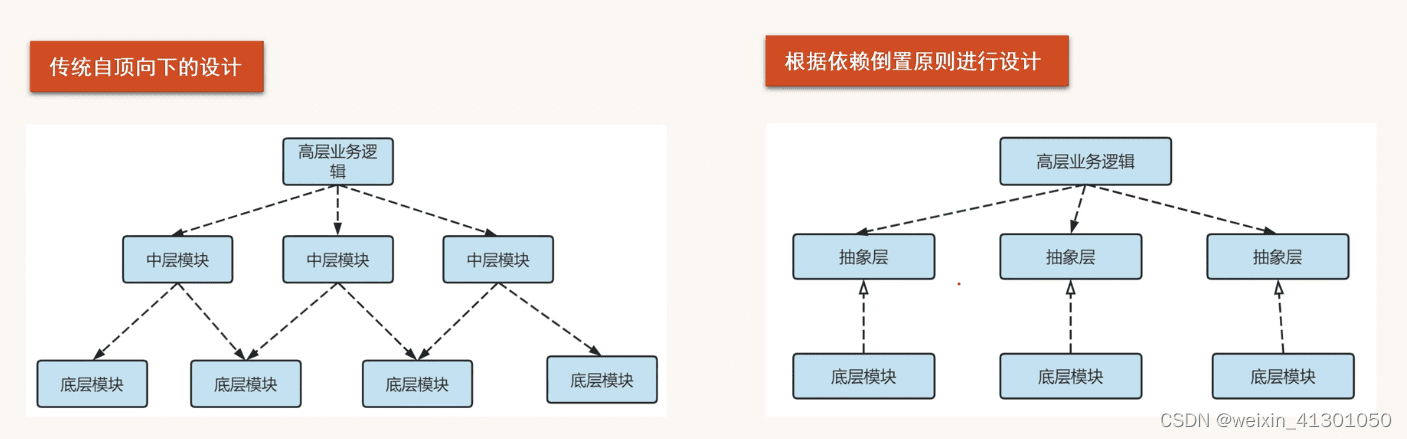 传统自顶向下的设计
根据依赖倒置原则进行设计
高层业务逻
辑
中层模块
中层模块
中层模块
底层模块
底层模块
底层模块
底层模块
高层业务逻辑
抽象层
抽象层
抽象层
底层模块
底层模块
底层模块
CSDN @weixin_41301050